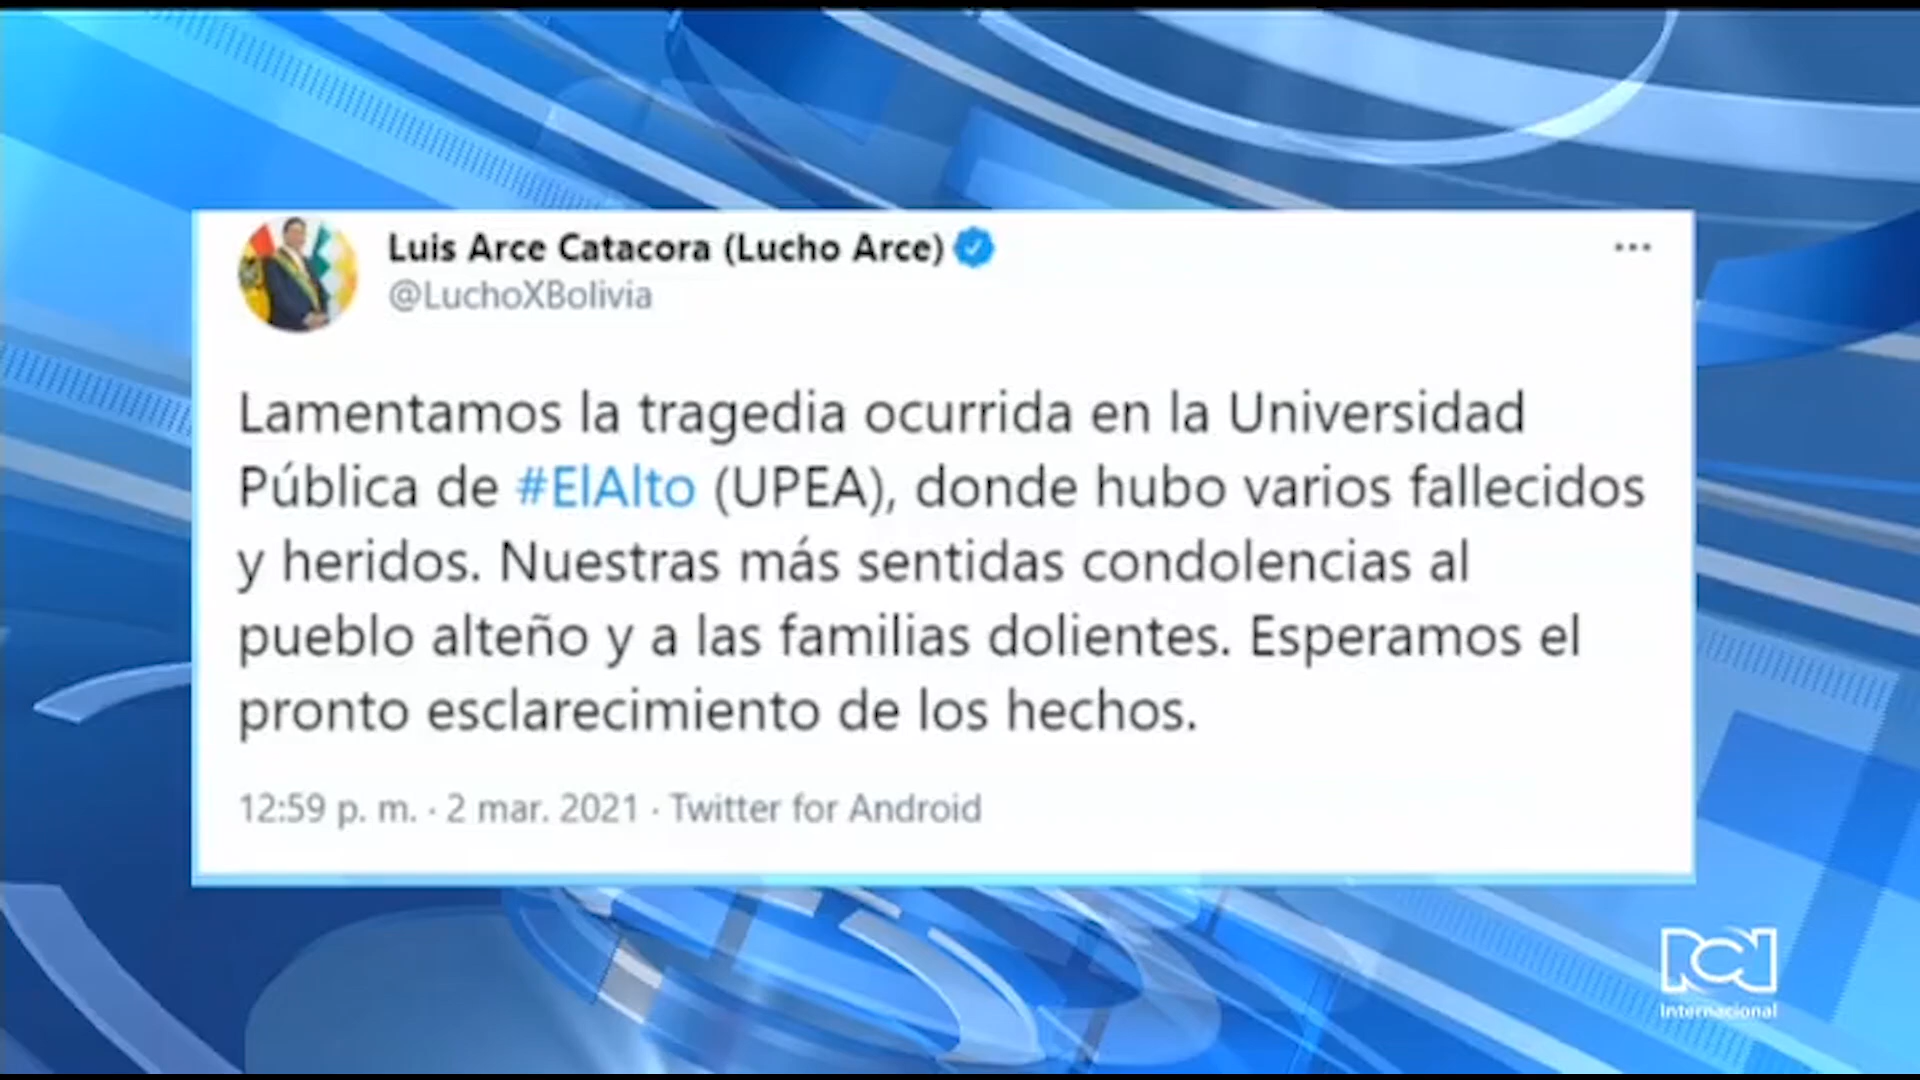 Luis Arce Catacora (Lucho Arce)
@LuchoXBolivia
Lamentamos la tragedia ocurrida en la Universidad
Pública de #ElAlto (UPEA), donde hubo varios fallecidos
y heridos. Nuestras más sentidas condolencias al
pueblo alteño y a las familias dolientes. Esperamos el
pronto esclarecimiento de los hechos.
12:59 p. m. · 2 mar. 2021 · Twitter for Android
RCN
Internacional